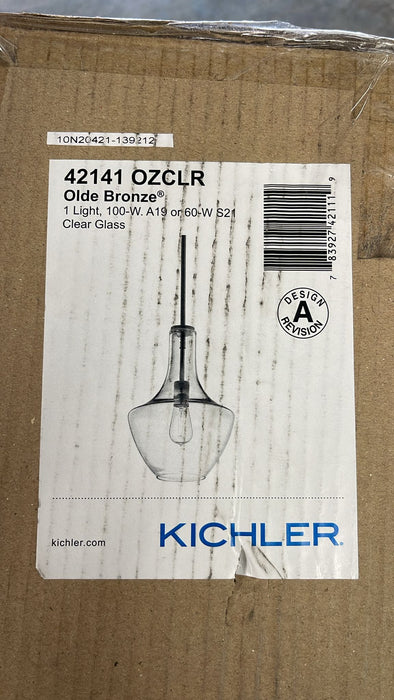 10N20421-139212
42141 OZCLR
Olde Bronze®
1 Light, 100-W. A19 or 60-W S21
Clear Glass
7 83927 42111 9
DESIGN
A
REVISION
kichler.com
KICHLER®